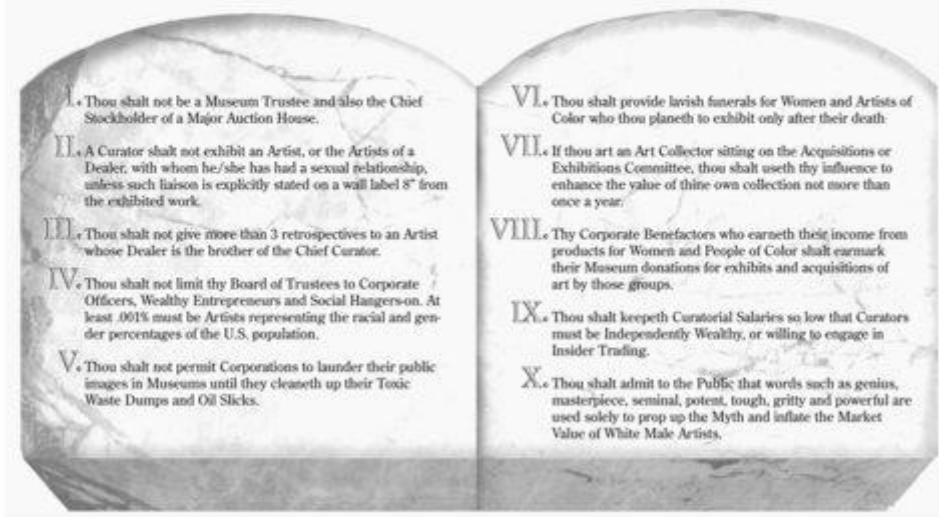 I. Thou shalt not be a Museum Trustee and also the Chief
Stockholder of a Major Auction House.
II. A Curator shalt not exhibit an Artist, or the Artists of a
Dealer, with whom he/she has had a sexual relationship,
unless such liaison is explicitly stated on a wall label 8" from
the exhibited work.
III. Thou shalt not give more than 3 retrospectives to an Artist
whose Dealer is the brother of the Chief Curator.
IV. Thou shalt not limit thy Board of Trustees to Corporate
Officers, Wealthy Entrepreneurs and Social Hangers-on. At
least .001% must be Artists representing the racial and gen-
der percentages of the U.S. population.
V. Thou shalt not permit Corporations to launder their public
images in Museums until they cleaneth up their Toxic
Waste Dumps and Oil Slicks.
VI. Thou shalt provide lavish funerals for Women and Artists of
Color who thou planeth to exhibit only after their death
VII. If thou art an Art Collector sitting on the Acquisitions or
Exhibitions Committee, thou shalt useth thy influence to
enhance the value of thine own collection not more than
once a year.
VIII. Thy Corporate Benefactors who earneth their income from
products for Women and People of Color shalt earmark
their Museum donations for exhibits and acquisitions of
art by those groups.
IX. Thou shalt keepeth Curatorial Salaries so low that Curators
must be Independently Wealthy, or willing to engage in
Insider Trading.
X. Thou shalt admit to the Public that words such as genius,
masterpiece, seminal, potent, tough, gritty and powerful are
used solely to prop up the Myth and inflate the Market
Value of White Male Artists.